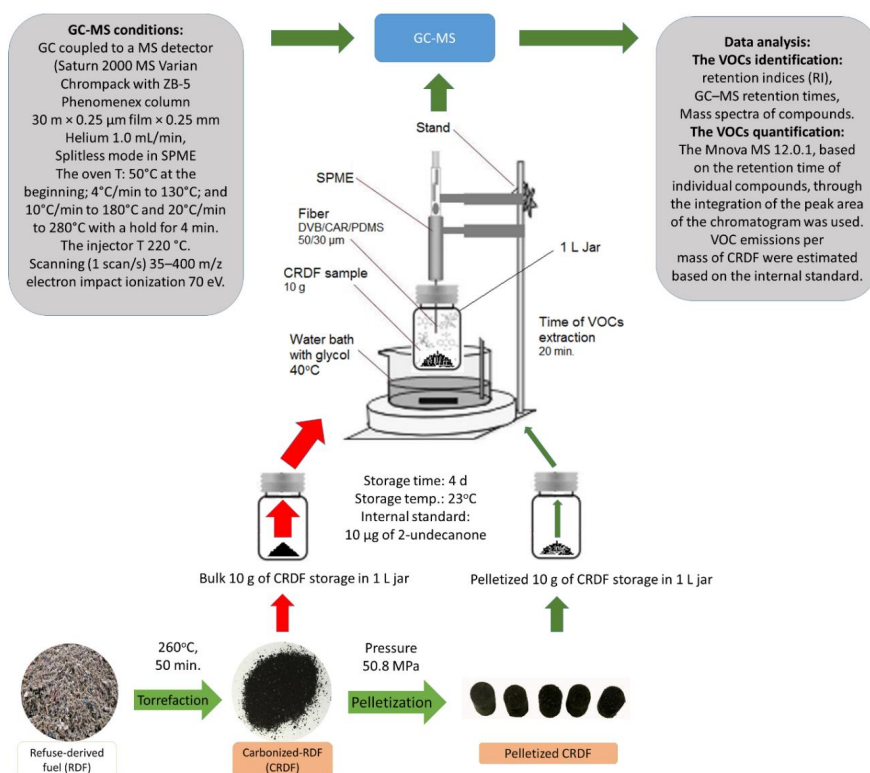 GC-MS conditions:
GC coupled to a MS detector
(Saturn 2000 MS Varian
Chrompack with ZB-5
Phenomenex column
30 m × 0.25 µm film × 0.25 mm
Helium 1.0 mL/min,
Splitless mode in SPME
The oven T: 50°C at the
beginning; 4°C/min to 130°C; and
10°C/min to 180°C and 20°C/min
to 280°C with a hold for 4 min.
The injector T 220 °C.
Scanning (1 scan/s) 35–400 m/z
electron impact ionization 70 eV.
GC-MS
Data analysis:
The VOCs identification:
retention indices (RI),
GC–MS retention times,
Mass spectra of compounds.
The VOCs quantification:
The Mnova MS 12.0.1, based
on the retention time of
individual compounds, through
the integration of the peak area
of the chromatogram was used.
VOC emissions per
mass of CRDF were estimated
based on the internal standard.
Stand
SPME
Fiber
DVB/CAR/PDMS
50/30 µm
CRDF sample
10 g
1 L Jar
Water bath
with glycol
40°C
Time of VOCs
extraction
20 min.
Storage time: 4 d
Storage temp.: 23°C
Internal standard:
10 µg of 2-undecanone
Bulk 10 g of CRDF storage in 1 L jar
Pelletized 10 g of CRDF storage in 1 L jar
260°C,
50 min.
Torrefaction
Pressure
50.8 MPa
Pelletization
Refuse-derived
fuel (RDF)
Carbonized-RDF
(CRDF)
Pelletized CRDF